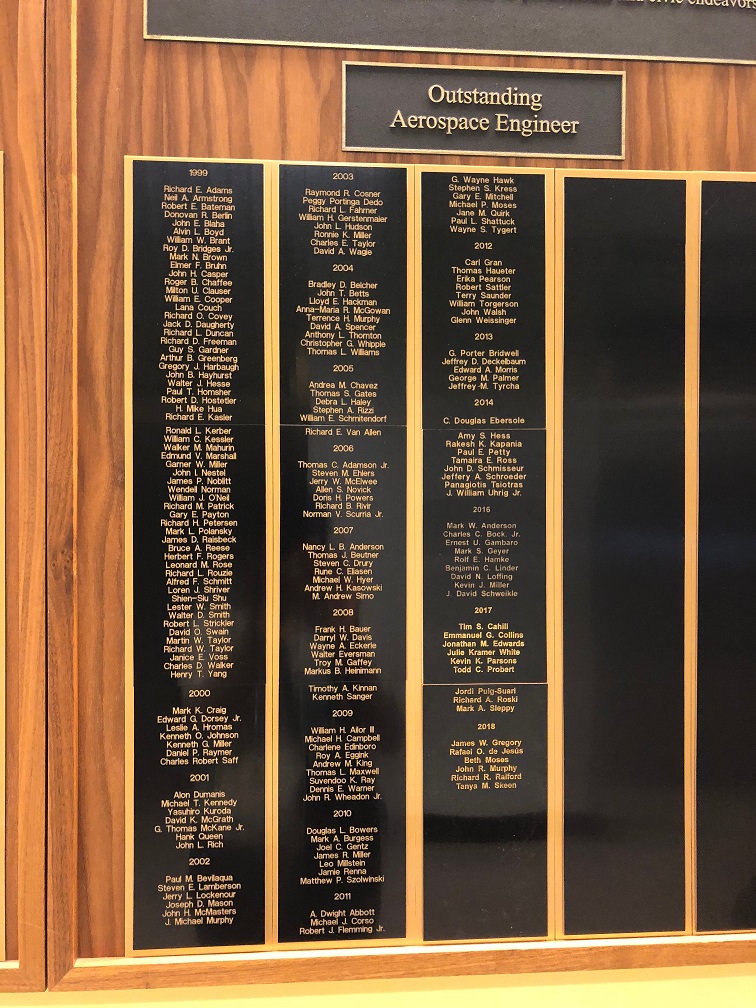 civic endeavors
Outstanding
Aerospace Engineer
1999
Richard E. Adams
Neil A. Armstrong
Robert E. Bateman
Donovan R. Berlin
John E. Blaha
Alvin L. Boyd
William W. Brant
Roy D. Bridges Jr.
Mark N. Brown
Elmer F. Bruhn
John H. Casper
Roger B. Chaffee
Milton U. Clauser
William E. Cooper
Lana Couch
Richard O. Covey
Jack D. Daugherty
Richard L. Duncan
Richard D. Freeman
Guy S. Gardner
Arthur B. Greenberg
Gregory J. Harbaugh
John B. Hayhurst
Walter J. Hesse
Paul T. Homsher
Robert D. Hostetler
H. Mike Hua
Richard E. Kasler
Ronald L. Kerber
William C. Kessler
Walker M. Mahurin
Edmund V. Marshall
Garner W. Miller
John I. Nestel
James P. Noblitt
Wendell Norman
William J. O'Neil
Richard M. Patrick
Gary E. Payton
Richard H. Petersen
Mark L. Polansky
James D. Raisbeck
Bruce A. Reese
Herbert F. Rogers
Leonard M. Rose
Richard L. Rouzie
Alfred F. Schmitt
Loren J. Shriver
Shien-Siu Shu
Lester W. Smith
Walter D. Smith
Robert L. Strickler
David O. Swain
Martin W. Taylor
Richard W. Taylor
Janice E. Voss
Charles D. Walker
Henry T. Yang
2000
Mark K. Craig
Edward G. Dorsey Jr.
Leslie A. Hromas
Kenneth O. Johnson
Kenneth G. Miller
Daniel P. Raymer
Charles Robert Saff
2001
Alon Dumanis
Michael T. Kennedy
Yasuhiro Kuroda
David K. McGrath
G. Thomas McKane Jr.
Hank Queen
John L. Rich
2002
Paul M. Bevilaqua
Steven E. Lamberson
Jerry L. Lockenour
Joseph D. Mason
John H. McMasters
J. Michael Murphy
2003
Raymond R. Cosner
Peggy Portinga Dedo
Richard L. Fahrner
William H. Gerstenmaier
John L. Hudson
Ronnie K. Miller
Charles E. Taylor
David A. Wagie
2004
Bradley D. Belcher
John T. Betts
Lloyd E. Hackman
Anna-Maria R. McGowan
Terrence H. Murphy
David A. Spencer
Anthony L. Thornton
Christopher G. Whipple
Thomas L. Williams
2005
Andrea M. Chavez
Thomas S. Gates
Debra L. Haley
Stephen A. Rizzi
William E. Schmitendorf
Richard E. Van Allen
2006
Thomas C. Adamson Jr.
Steven M. Ehlers
Jerry W. McElwee
Allen S. Novick
Doris H. Powers
Robert B. Rivir
Norman V. Scurria Jr.
2007
Nancy L. B. Anderson
Thomas J. Beutner
Steven C. Drury
Rune C. Eliasen
Michael W. Hyer
Andrew H. Kasowski
M. Andrew Simo
2008
Frank H. Bauer
Darryl W. Davis
Wayne A. Eckerle
Walter Eversman
Troy M. Gaffey
Markus B. Heinimann
Timothy A. Kinnan
Kenneth Sanger
2009
William H. Ailor III
Michael H. Campbell
Charlene Edinboro
Roy A. Eggink
Andrew M. King
Thomas L. Maxwell
Suvendoo K. Ray
Dennis E. Warner
John R. Wheadon Jr.
2010
Douglas L. Bowers
Mark A. Burgess
Joel C. Gentz
James R. Miller
Leo Millstein
Jamie Renna
Matthew P. Szolwinski
2011
A. Dwight Abbott
Michael J. Corso
Robert J. Flemming Jr.
G. Wayne Hawk
Stephen S. Kress
Gary E. Mitchell
Michael P. Moses
Jane M. Quirk
Paul L. Shattuck
Wayne S. Tygert
2012
Carl Gran
Thomas Haueter
Erika Pearson
Robert Sattler
Terry Saunder
William Torgerson
John Walsh
Glenn Weissinger
2013
G. Porter Bridwell
Jeffrey D. Deckelbaum
Edward A. Morris
George M. Palmer
Jeffrey M. Tyrcha
2014
C. Douglas Ebersole
Amy S. Hess
Rakesh K. Kapania
Paul E. Petty
Tamaira E. Ross
John D. Schmisseur
Jeffery A. Schroeder
Panagiotis Tsiotras
J. William Uhrig Jr.
2016
Mark W. Anderson
Charles C. Bock, Jr.
Ernest U. Gambaro
Mark S. Geyer
Rolf E. Hamke
Benjamin C. Linder
David N. Loffing
Kevin J. Miller
J. David Schweikle
2017
Tim S. Cahill
Emmanuel G. Collins
Jonathan M. Edwards
Julie Kramer White
Kevin K. Parsons
Todd C. Probert
Jordi Puig-Suari
Richard A. Roski
Mark A. Sleppy
2018
James W. Gregory
Rafael O. de Jesús
Beth Moses
John R. Murphy
Richard R. Ralford
Tanya M. Skeen